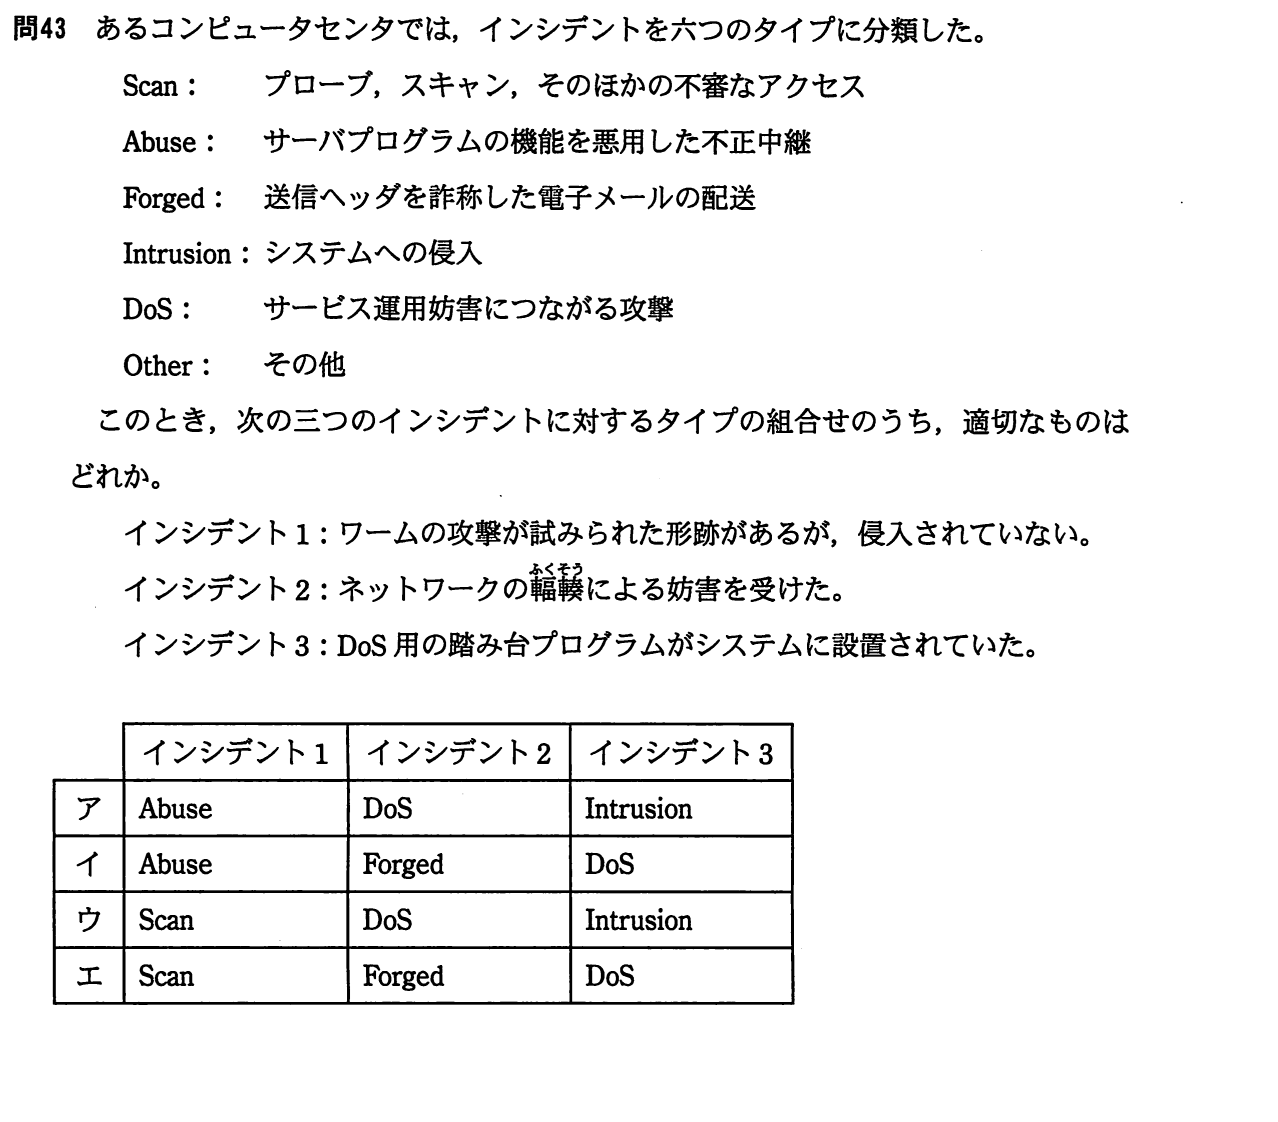 問43 あるコンピュータセンタでは，インシデントを六つのタイプに分類した。
Scan： プローブ，スキャン，そのほかの不審なアクセス
Abuse： サーバプログラムの機能を悪用した不正中継
Forged： 送信ヘッダを詐称した電子メールの配送
Intrusion： システムへの侵入
DoS： サービス運用妨害につながる攻撃
Other： その他
このとき，次の三つのインシデントに対するタイプの組合せのうち，適切なものは
どれか。
インシデント1：ワームの攻撃が試みられた形跡があるが，侵入されていない。
ふくそう
インシデント2：ネットワークの輻輳による妨害を受けた。
インシデント3：DoS用の踏み台プログラムがシステムに設置されていた。
インシデント1 インシデント2 インシデント3
ア Abuse DoS Intrusion
イ Abuse Forged DoS
ウ Scan DoS Intrusion
エ Scan Forged DoS